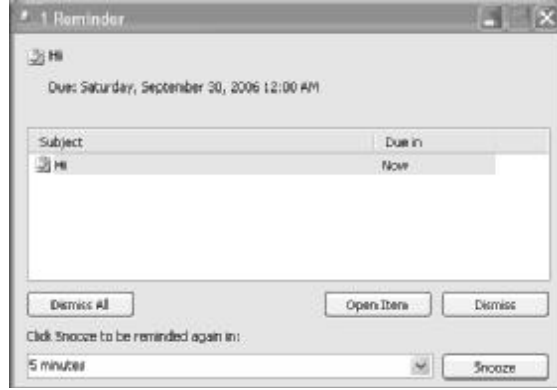 1 Reminder
Hi
Due: Saturday, September 30, 2006 12:00 AM
Subject Due in
Hi Now
Dismiss All Open Item Dismiss
Click Snooze to be reminded again in:
5 minutes Snooze